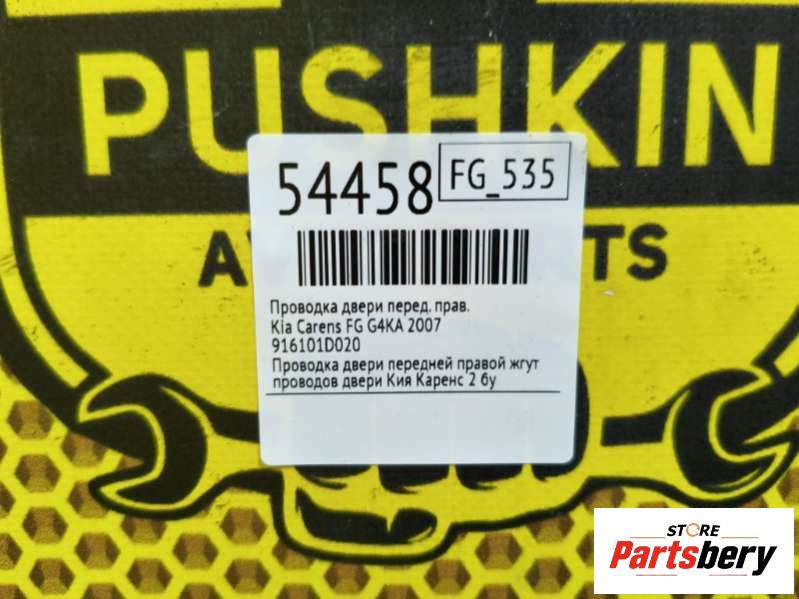 PUSHKIN
54458
FG_535
Проводка двери перед. прав.
Kia Carens FG G4KA 2007
916101D020
Проводка двери передней правой жгут
проводов двери Кия Каренс 2 бу
STORE
Partsbery